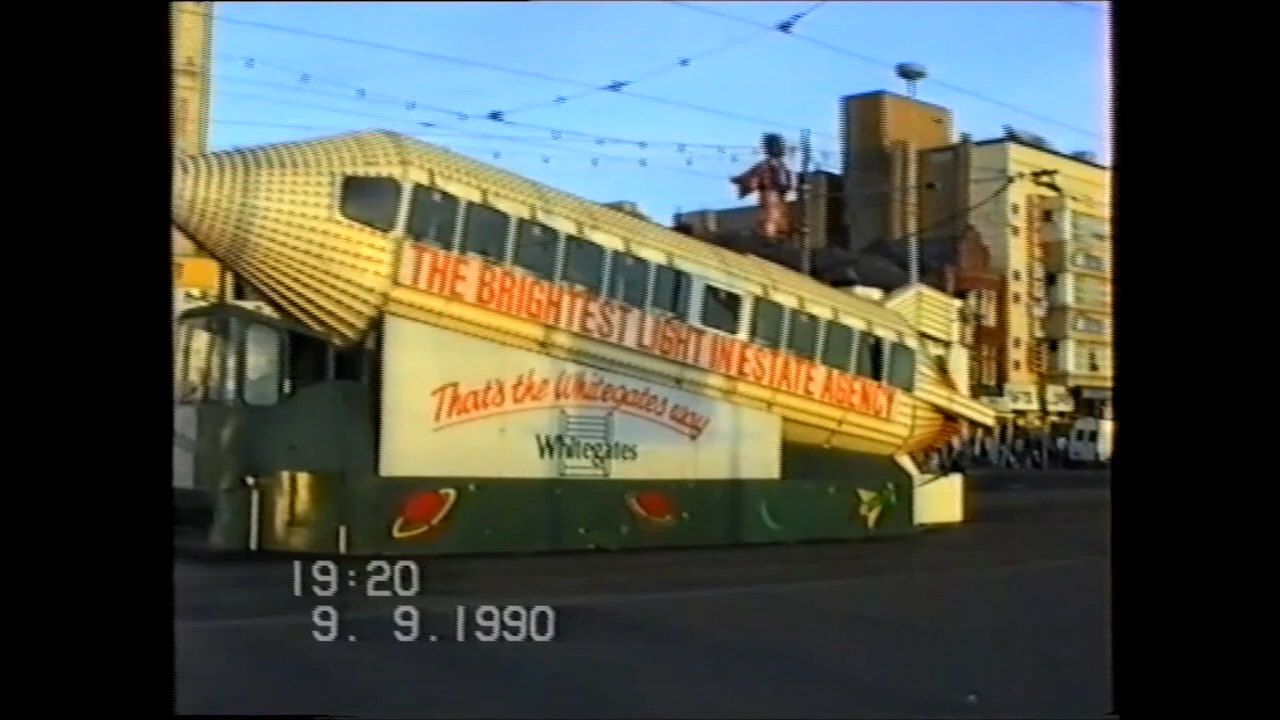 THE BRIGHTEST LIGHT IN ESTATE AGENCY
That's the Whitegates way
Whitegates
19:20
9. 9.1990